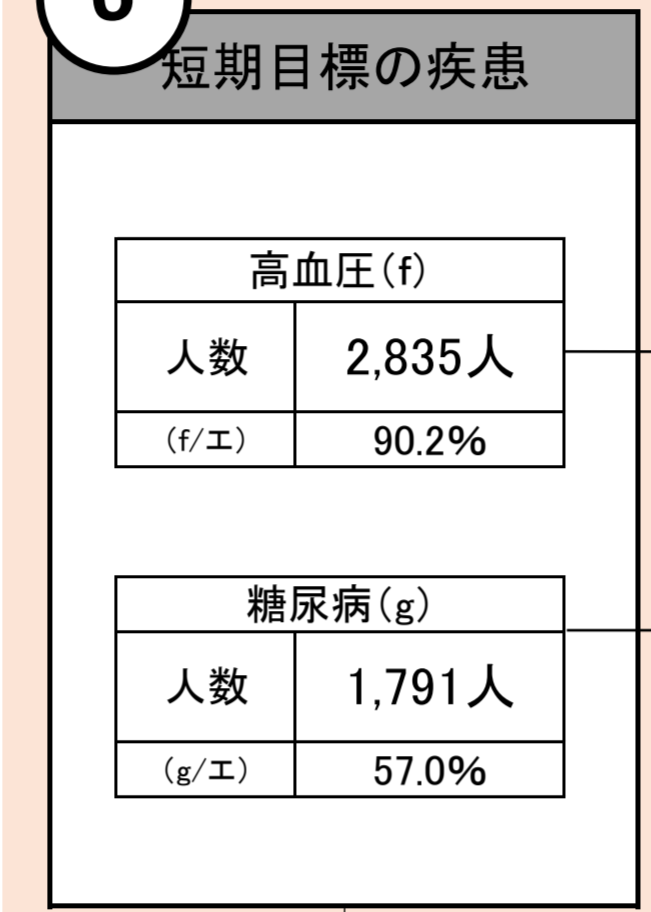 短期目標の疾患
高血圧(f)
人数 2,835人
(f/エ) 90.2%
糖尿病(g)
人数 1,791人
(g/エ) 57.0%